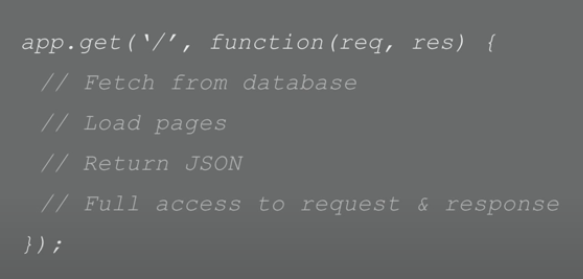 app.get(‘/’, function(req, res) {
// Fetch from database
// Load pages
// Return JSON
// Full access to request & response
});